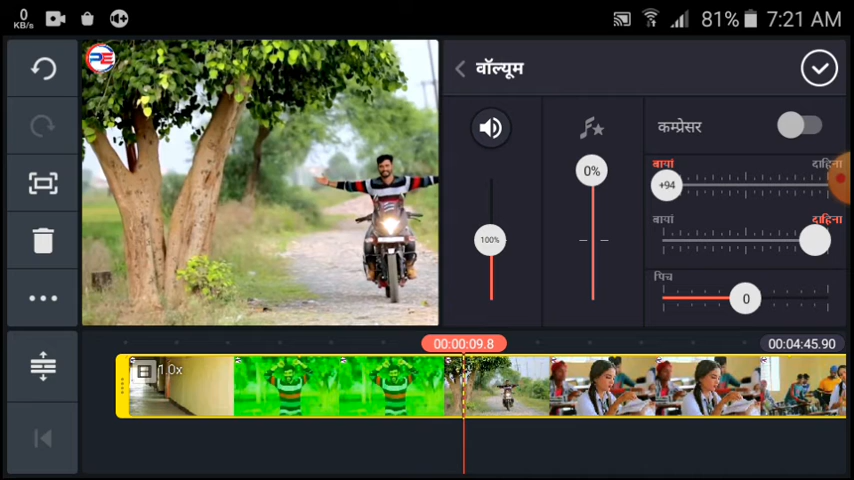 0
KB/s
81%
7:21 AM
PE
वॉल्यूम
कम्प्रेसर
0%
बायां
दाहिना
+94
100%
बायां
दाहिना
पिच
0
00:00:09.8
00:04:45.90
1.0x